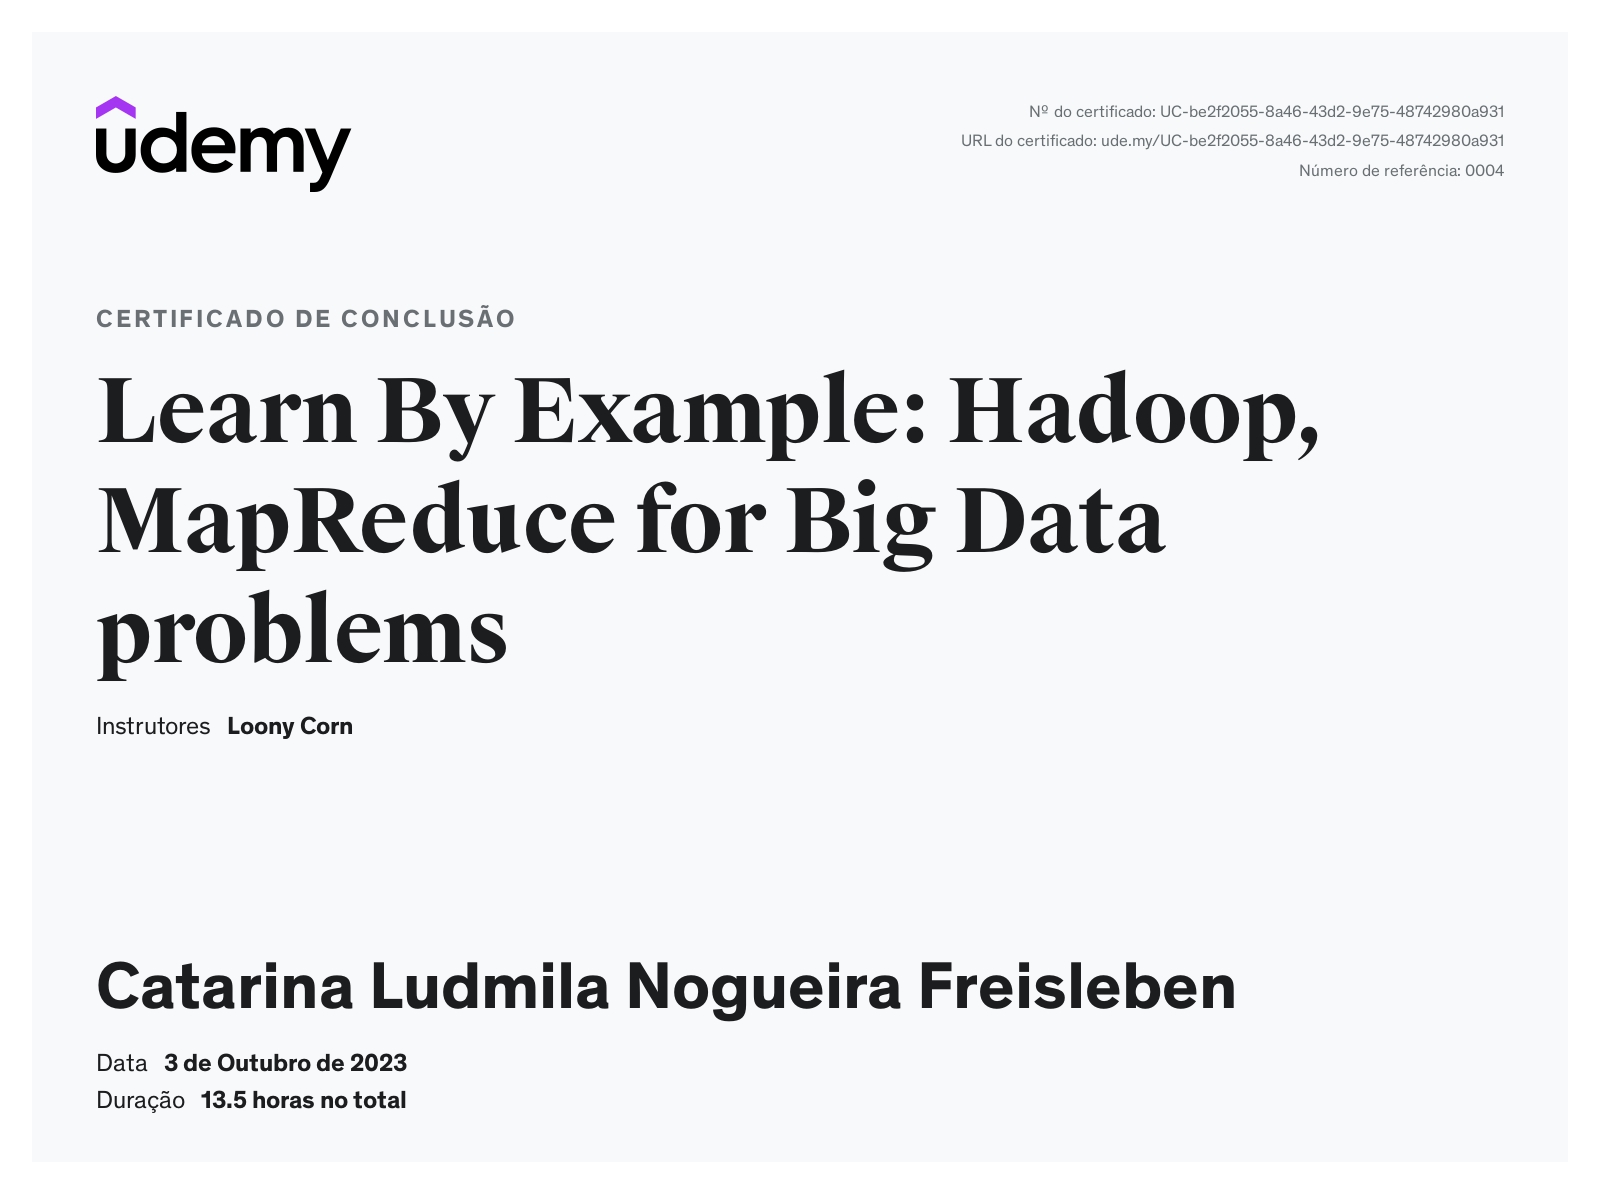 udemy
Nº do certificado: UC-be2f2055-8a46-43d2-9e75-48742980a931
URL do certificado: ude.my/UC-be2f2055-8a46-43d2-9e75-48742980a931
Número de referência: 0004
CERTIFICADO DE CONCLUSÃO
Learn By Example: Hadoop,
MapReduce for Big Data
problems
Instrutores Loony Corn
Catarina Ludmila Nogueira Freisleben
Data 3 de Outubro de 2023
Duração 13.5 horas no total